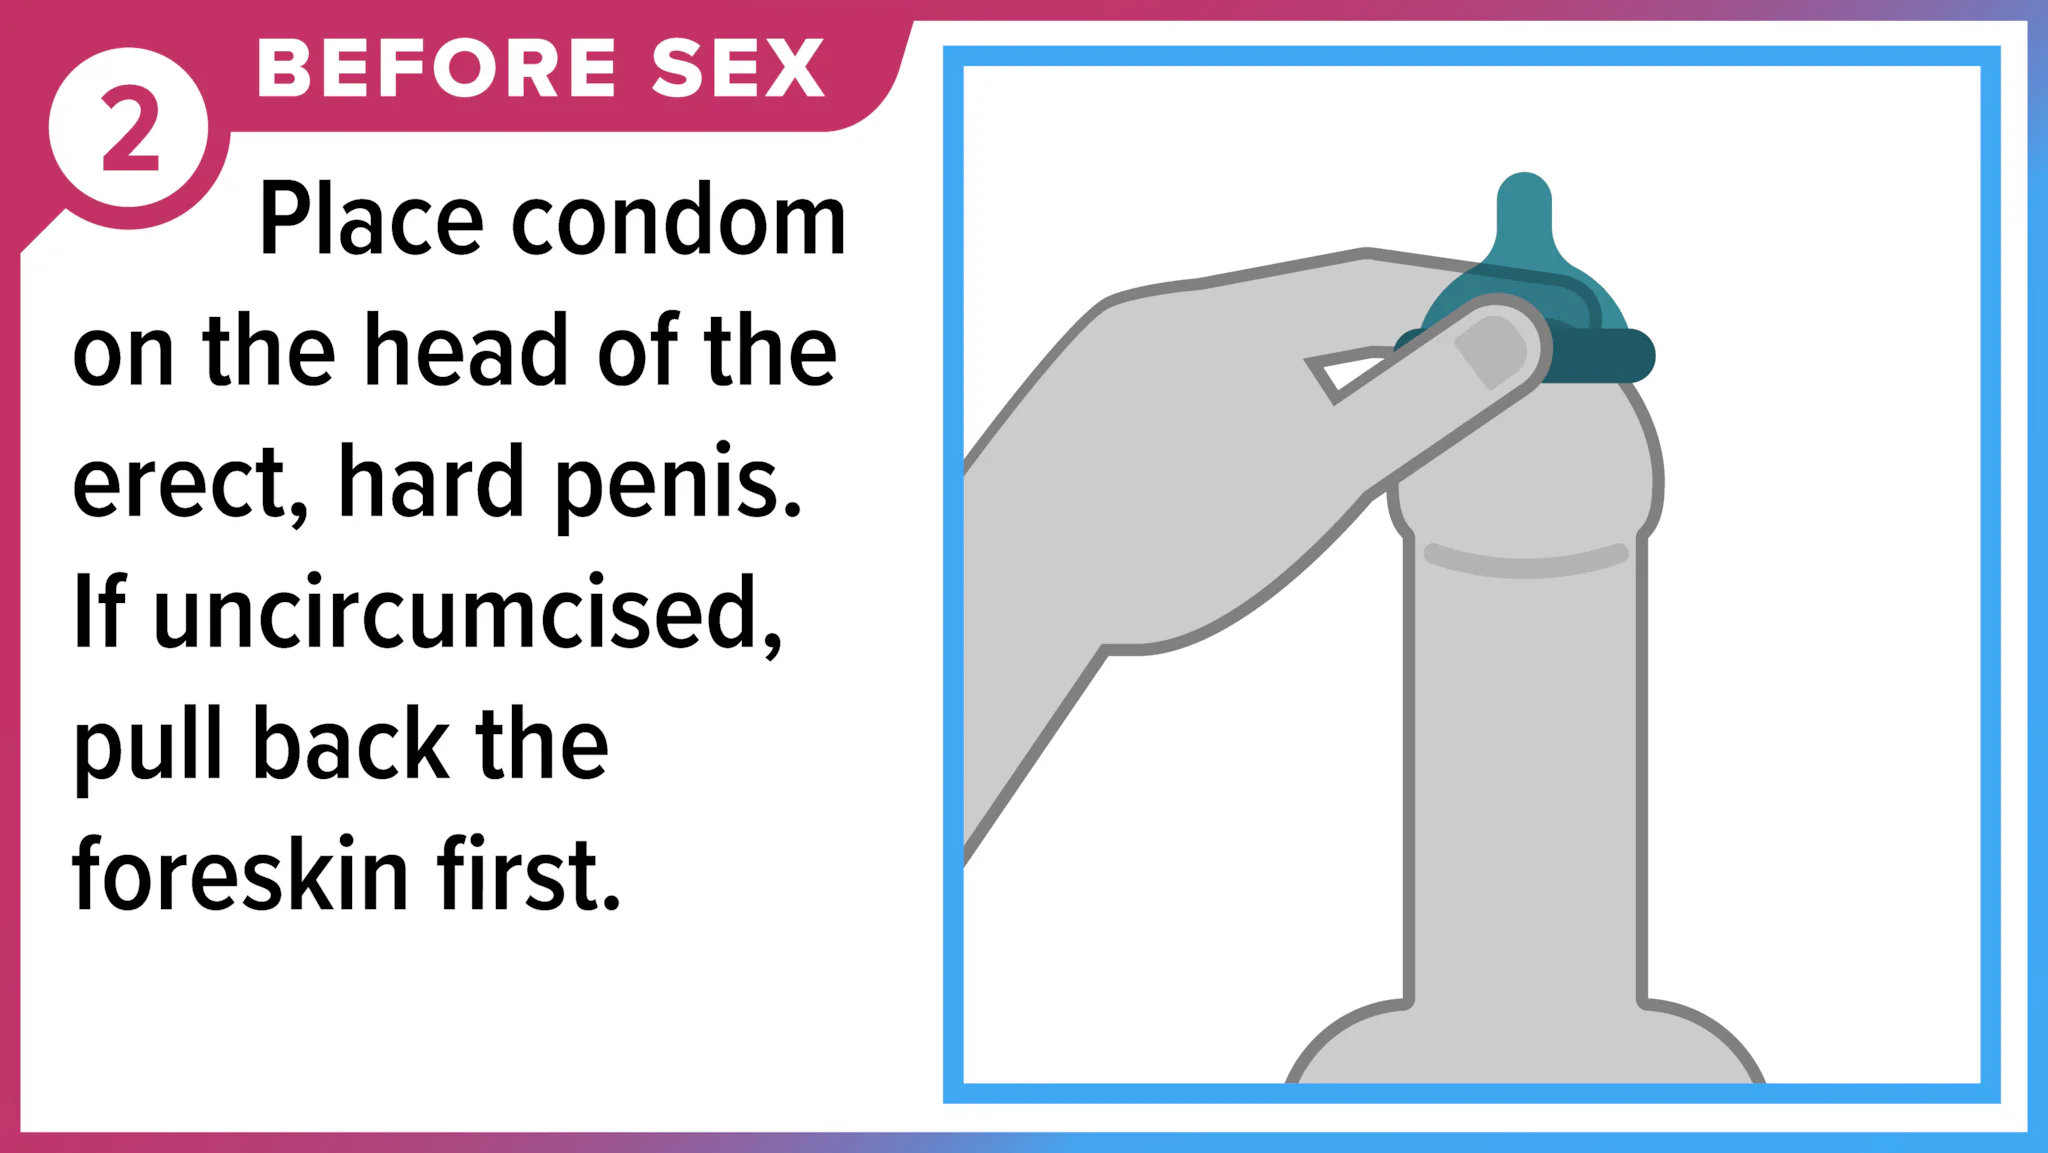 2
BEFORE SEX
Place condom
on the head of the
erect, hard penis.
If uncircumcised,
pull back the
foreskin first.